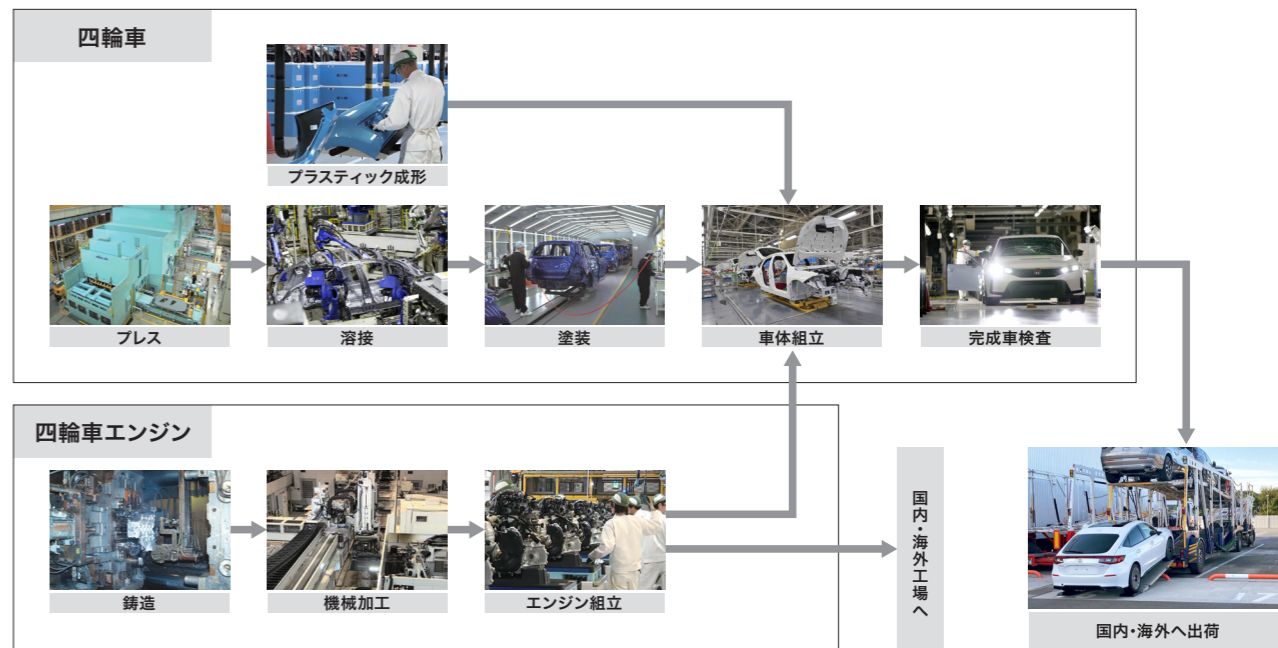 四輪車
プラスティック成形
プレス
溶接
塗装
車体組立
完成車検査
四輪車エンジン
鋳造
機械加工
エンジン組立
国内・海外工場へ
国内・海外へ出荷